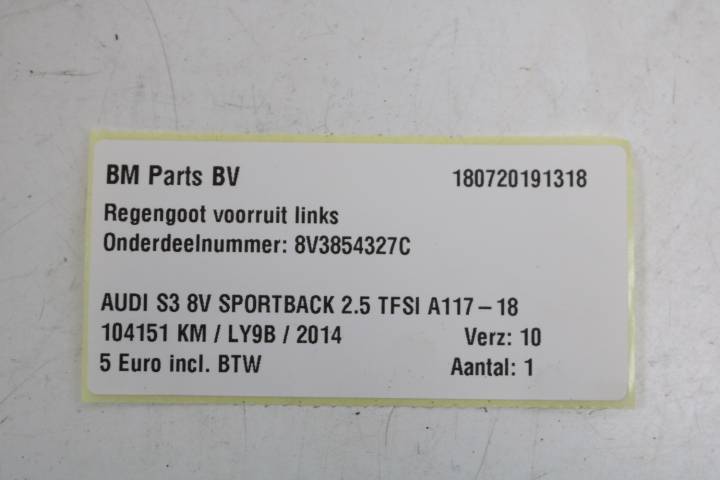 BM Parts BV 180720191318
Regengoot voorruit links
Onderdeelnummer: 8V3854327C
AUDI S3 8V SPORTBACK 2.5 TFSI A117 – 18
104151 KM / LY9B / 2014 Verz: 10
5 Euro incl. BTW Aantal: 1